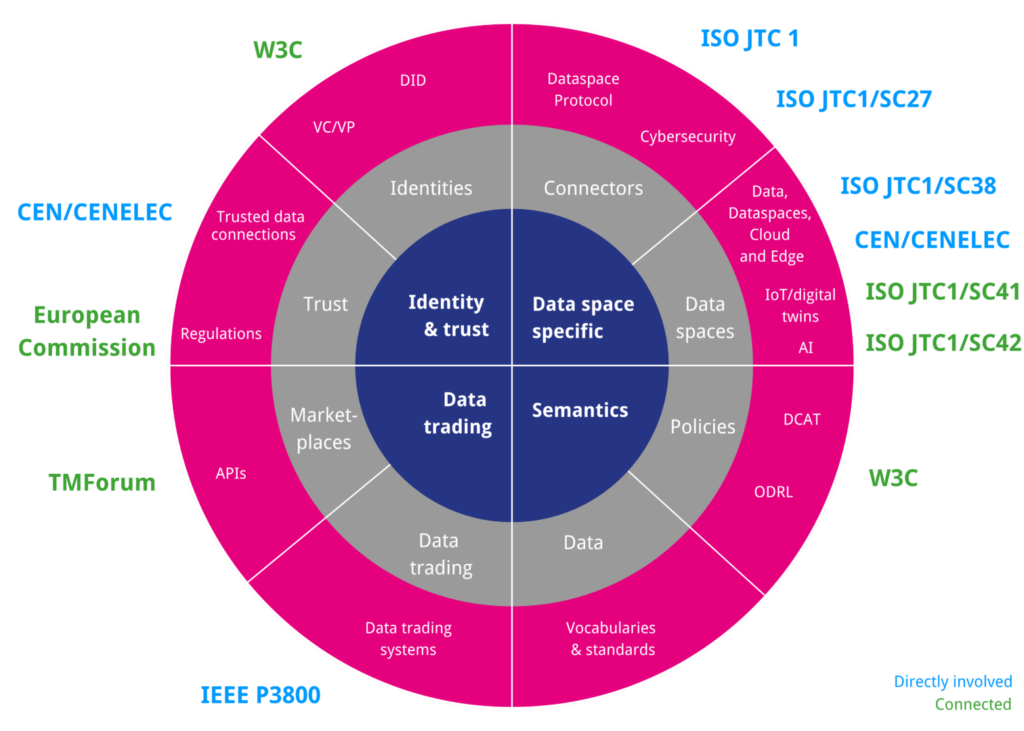 W3C
ISO JTC 1
DID
Dataspace
Protocol
ISO JTC1/SC27
VC/VP
Cybersecurity
Identities
Connectors
ISO JTC1/SC38
Data,
Dataspaces,
Cloud
and Edge
CEN/CENELEC
Trusted data
connections
CEN/CENELEC
ISO JTC1/SC41
IoT/digital
twins
AI
ISO JTC1/SC42
Trust
Identity
& trust
Data space
specific
Data
spaces
European
Commission
Regulations
Market-
places
Data
trading
Semantics
Policies
DCAT
TMForum
APIs
ODRL
W3C
Data
trading
Data
Data trading
systems
Vocabularies
& standards
IEEE P3800
Directly involved
Connected